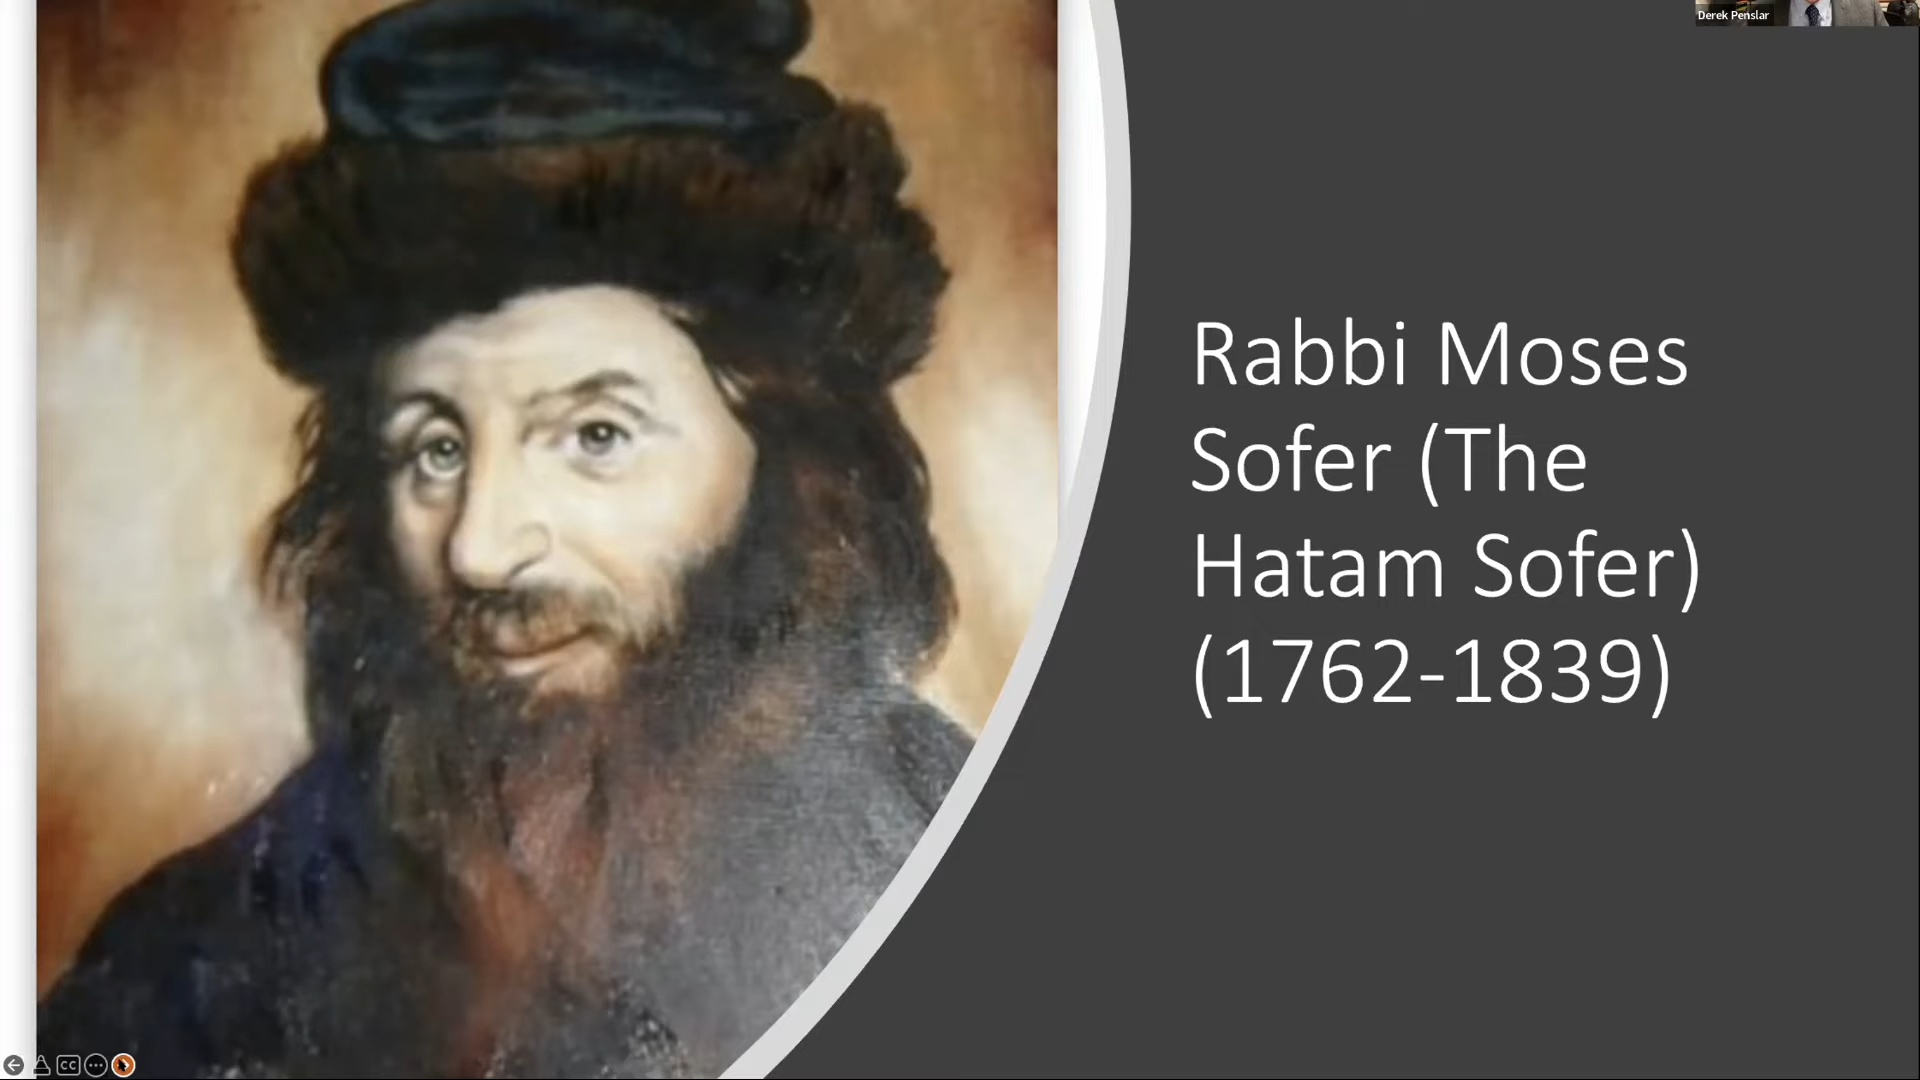 Derek Penslar
Rabbi Moses
Sofer (The
Hatam Sofer)
(1762-1839)
CC